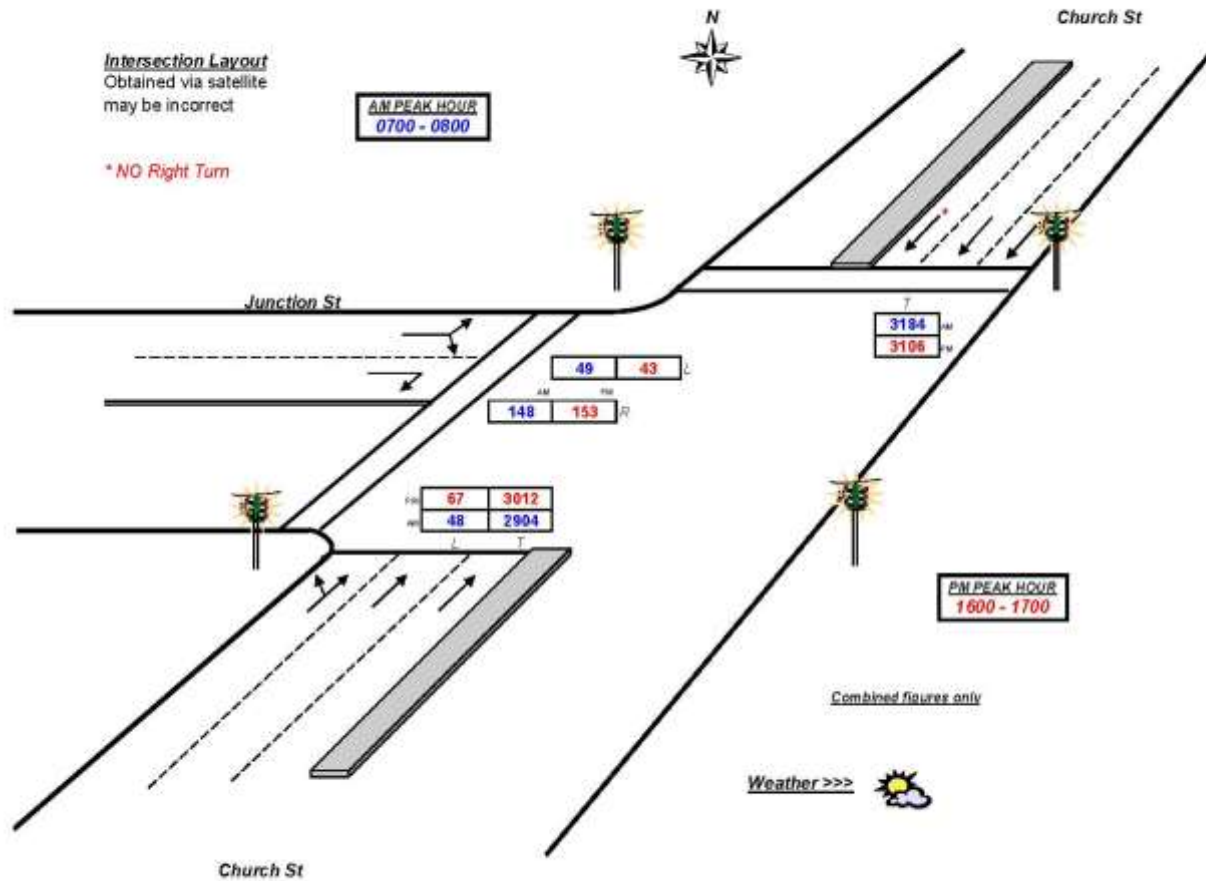 N
Church St
Intersection Layout
Obtained via satellite
may be incorrect
AM PEAK HOUR
0700 - 0800
* NO Right Turn
*
Junction St
T
3184 AM
3106 PM
49 43 L
AM PM
148 153 R
PM 67 3012
AM 48 2904
L T
PM PEAK HOUR
1600 - 1700
Combined figures only
Weather >>>
Church St